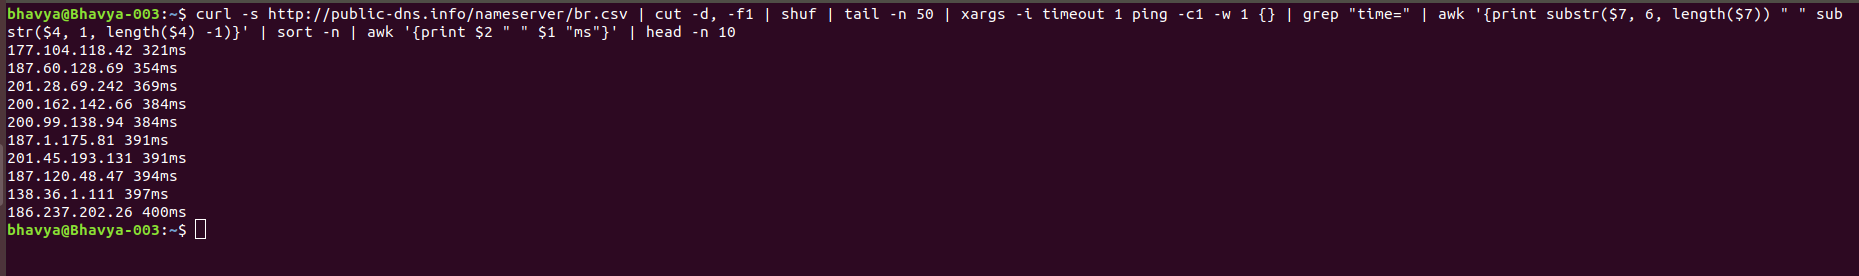 bhavya@Bhavya-003:~$ curl -s http://public-dns.info/nameserver/br.csv | cut -d, -f1 | shuf | tail -n 50 | xargs -i timeout 1 ping -c1 -w 1 {} | grep "time=" | awk '{print substr($7, 6, length($7)) " " sub
str($4, 1, length($4) -1)}' | sort -n | awk '{print $2 " " $1 "ms"}' | head -n 10
177.104.118.42 321ms
187.60.128.69 354ms
201.28.69.242 369ms
200.162.142.66 384ms
200.99.138.94 384ms
187.1.175.81 391ms
201.45.193.131 391ms
187.120.48.47 394ms
138.36.1.111 397ms
186.237.202.26 400ms
bhavya@Bhavya-003:~$